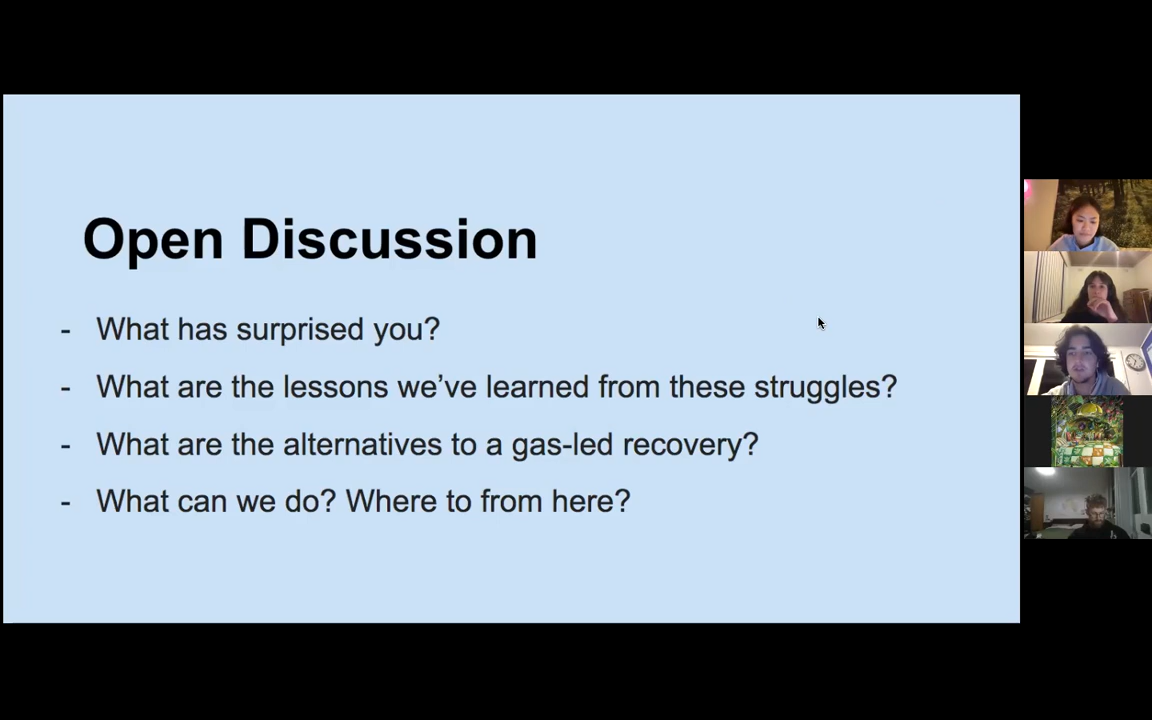 Open Discussion
- What has surprised you?
- What are the lessons we’ve learned from these struggles?
- What are the alternatives to a gas-led recovery?
- What can we do? Where to from here?